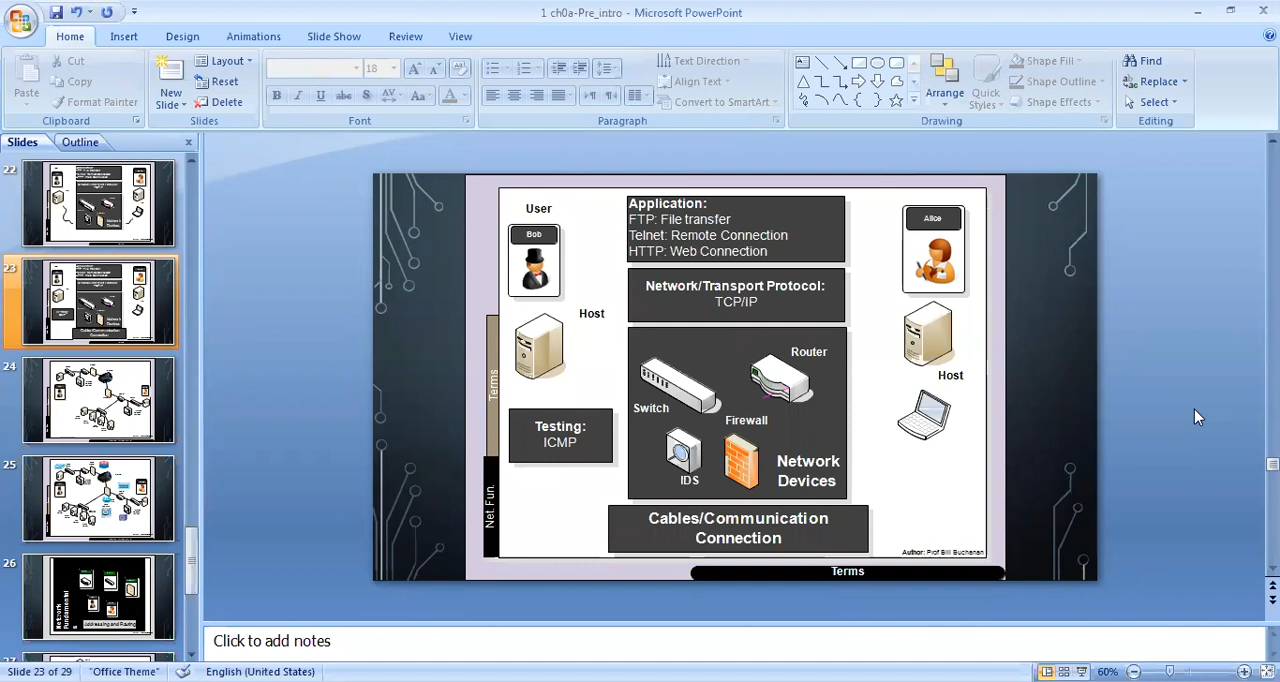 1 ch0a-Pre_intro - Microsoft PowerPoint
Home Insert Design Animations Slide Show Review View
Paste
Cut
Copy
Format Painter
Clipboard
New Slide
Layout
Reset
Delete
Slides
18
B I U abc S AV Aa A
Font
Text Direction
Align Text
Convert to SmartArt
Paragraph
Arrange
Quick Styles
Shape Fill
Shape Outline
Shape Effects
Drawing
Find
Replace
Select
Editing
Slides Outline
22
23
24
25
26
User
Bob
Host
Application:
FTP: File transfer
Telnet: Remote Connection
HTTP: Web Connection
Network/Transport Protocol:
TCP/IP
Router
Switch
Firewall
IDS
Network
Devices
Testing:
ICMP
Cables/Communication
Connection
Alice
Host
Author: Prof Bill Buchanan
Terms
Net Fun.
Terms
Click to add notes
Slide 23 of 29 "Office Theme" English (United States) 60%